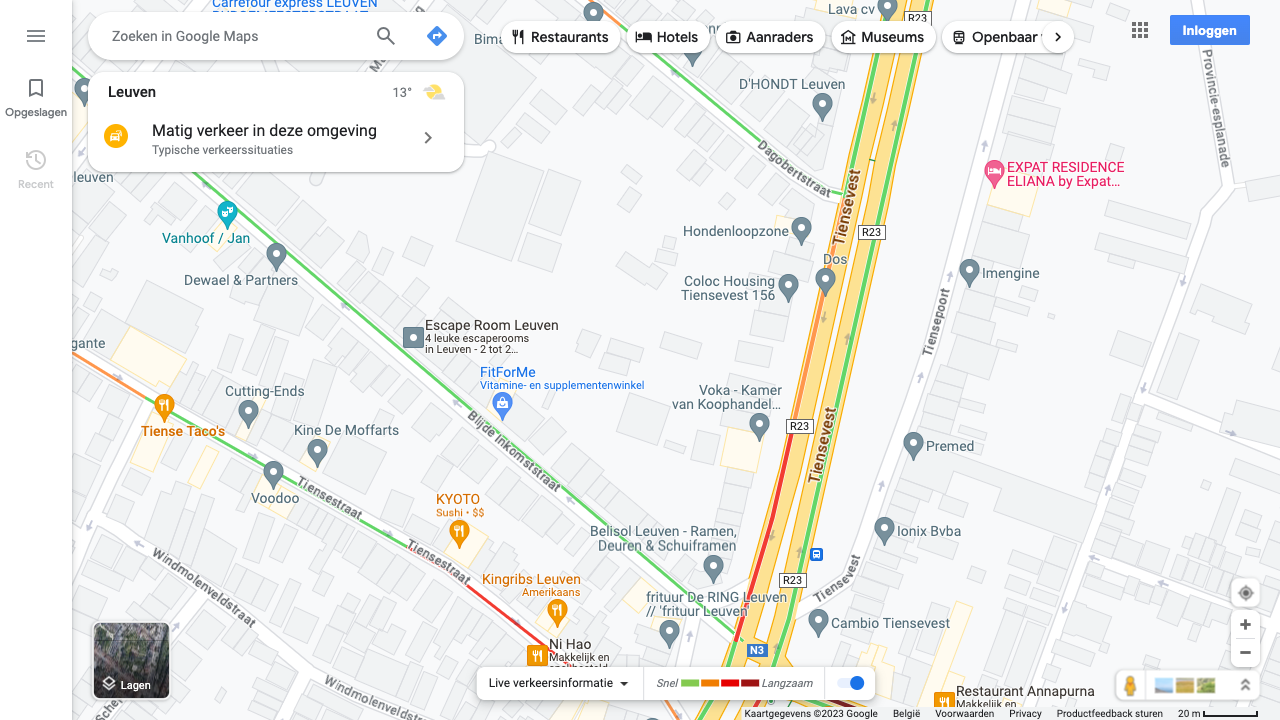 Carrefour express LEUVEN
Lava cv
R23
Zoeken in Google Maps
Restaurants
Hotels
Aanraders
Museums
Openbaar
Inloggen
Opgeslagen
Recent
Leuven
13°
Matig verkeer in deze omgeving
Typische verkeerssituaties
D'HONDT Leuven
Provincie-esplanade
Dagobertstraat
EXPAT RESIDENCE
ELIANA by Expat...
Tiensevest
leuven
Vanhoof / Jan
Hondenloopzone
R23
Dos
Dewael & Partners
Coloc Housing
Tiensevest 156
Imengine
Tiensepoort
Escape Room Leuven
4 leuke escaperooms
in Leuven - 2 tot 2...
gante
FitForMe
Vitamine- en supplementenwinkel
Cutting-Ends
Voka - Kamer
van Koophandel...
Tiense Taco's
Kine De Moffarts
Blijde Inkomststraat
R23
Tiensevest
Premed
Voodoo
Tiensestraat
KYOTO
Sushi • $$
Belisol Leuven - Ramen,
Deuren & Schuiframen
Ionix Bvba
Tiensestraat
Windmolenveldstraat
Kingribs Leuven
Amerikaans
R23
Tiensevest
frituur De RING Leuven
// 'frituur Leuven
Cambio Tiensevest
Ni Hao
Makkelijk en
N3
Lagen
Windmolenveldstraat
Live verkeersinformatie
Snel
Langzaam
Restaurant Annapurna
Makkelijk en
Kaartgegevens ©2023 Google
België
Voorwaarden
Privacy
Productfeedback sturen
20 m